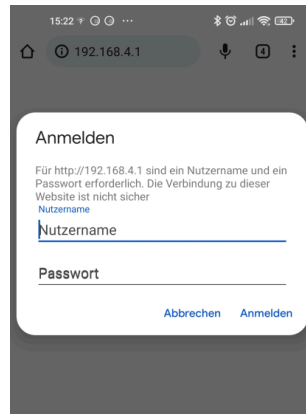 15:22
42
192.168.4.1
4
Anmelden
Für http://192.168.4.1 sind ein Nutzername und ein
Passwort erforderlich. Die Verbindung zu dieser
Website ist nicht sicher
Nutzername
Nutzername
Passwort
Abbrechen Anmelden